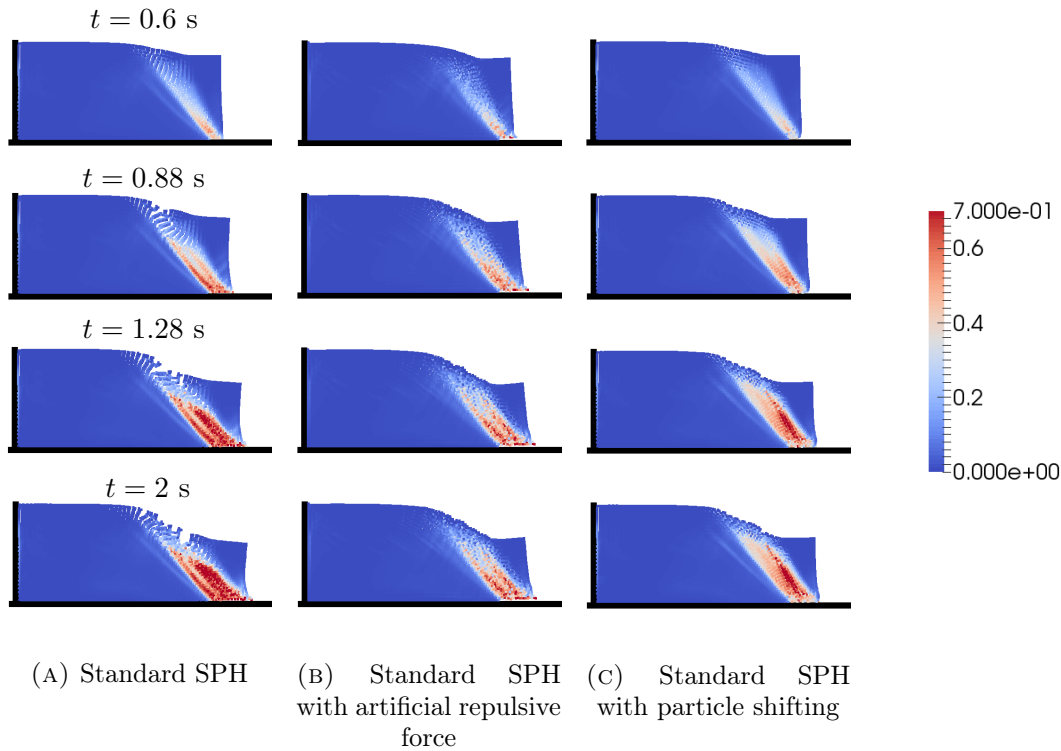 t = 0.6 s
t = 0.88 s
t = 1.28 s
t = 2 s
7.000e-01
0.6
0.4
0.2
0.000e+00
(A) Standard SPH
(B) Standard SPH
with artificial repulsive
force
(C) Standard SPH
with particle shifting